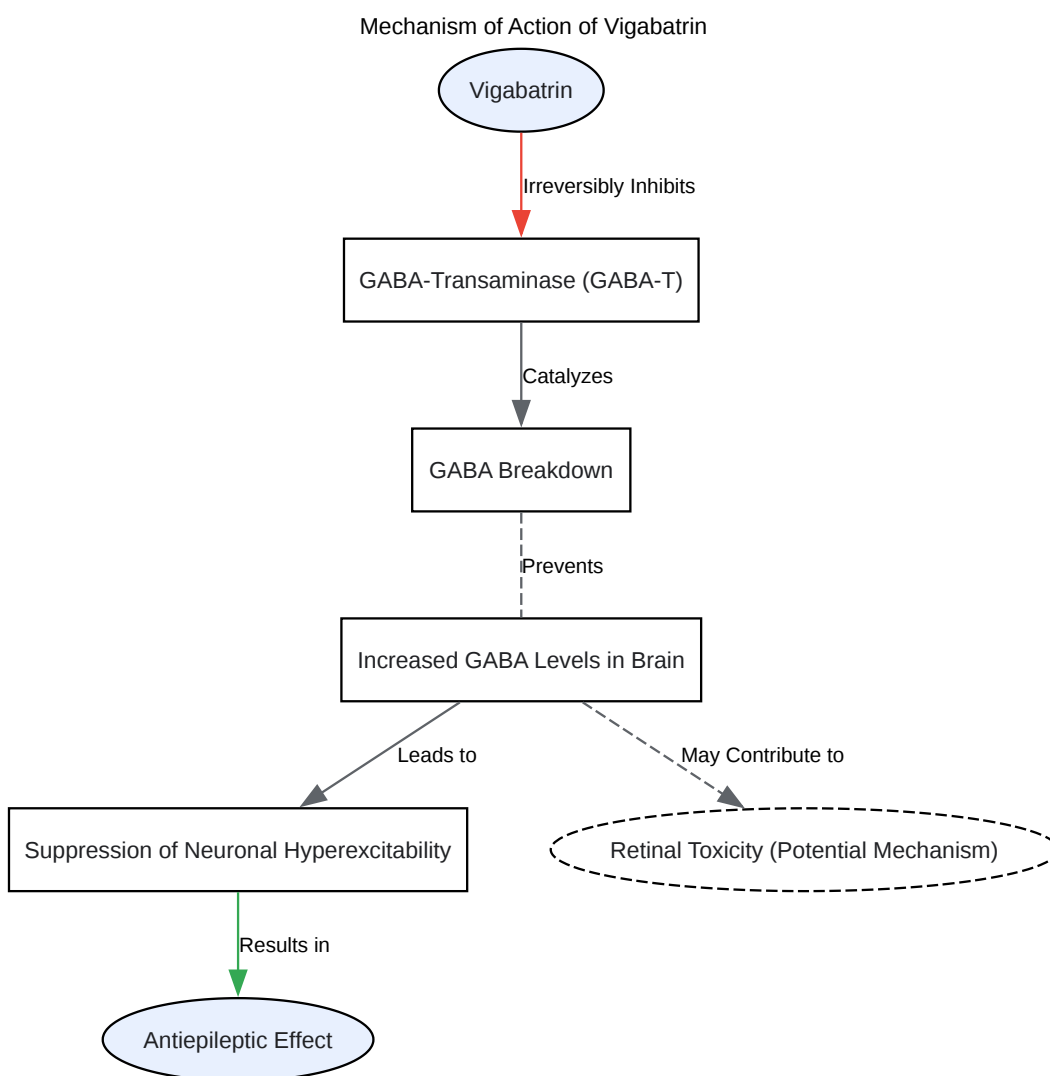 Mechanism of Action of Vigabatrin
Vigabatrin
Irreversibly Inhibits
GABA-Transaminase (GABA-T)
Catalyzes
GABA Breakdown
Prevents
Increased GABA Levels in Brain
Leads to
May Contribute to
Suppression of Neuronal Hyperexcitability
Retinal Toxicity (Potential Mechanism)
Results in
Antiepileptic Effect